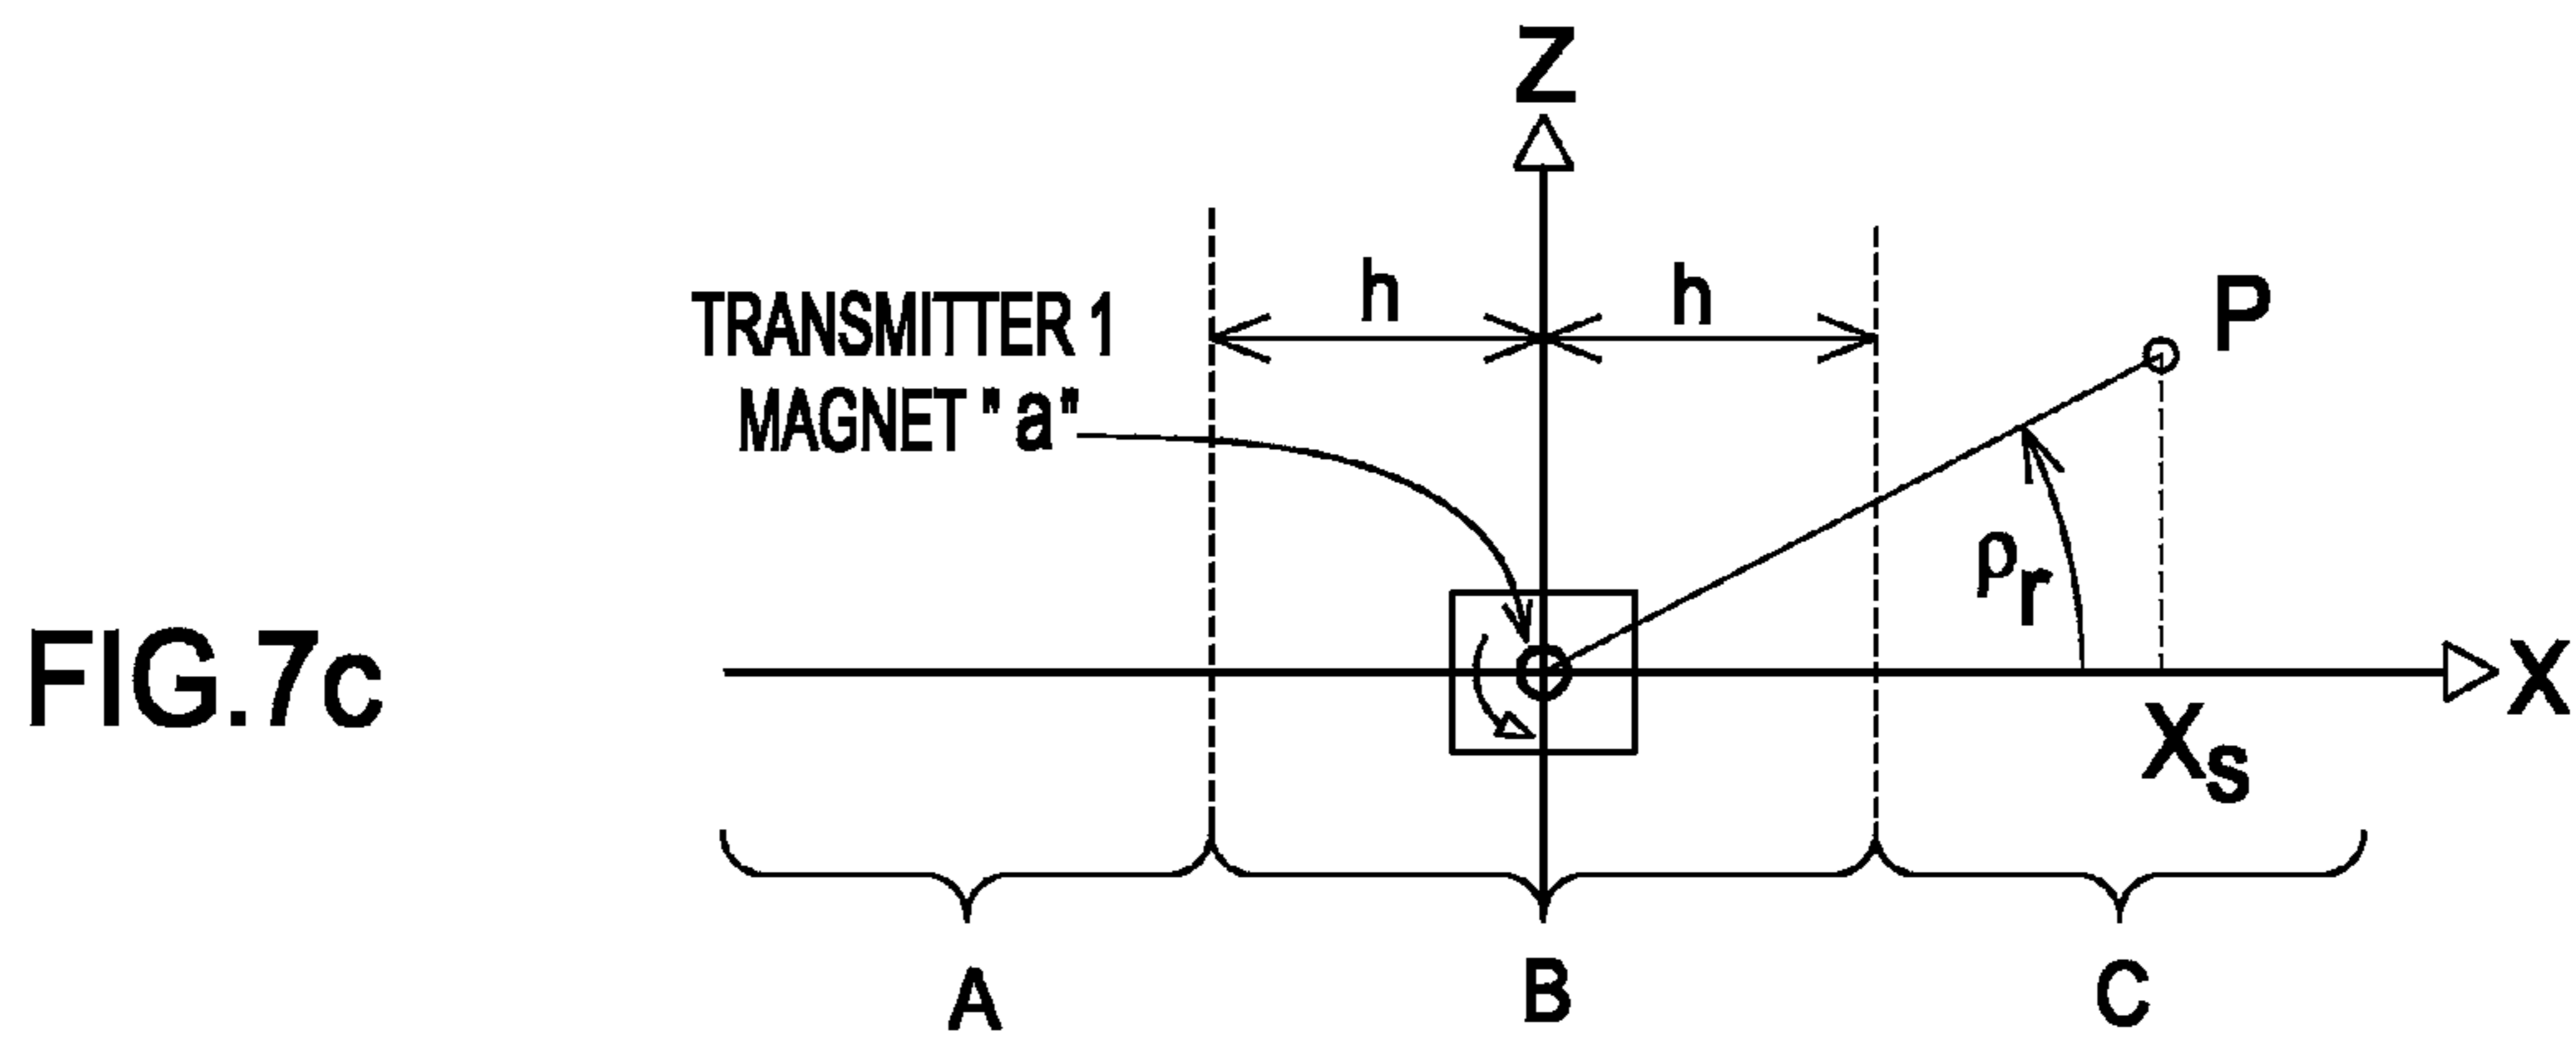 Z
h h
P
TRANSMITTER 1
MAGNET "a"
ρr
FIG.7c
X
Xs
A B C